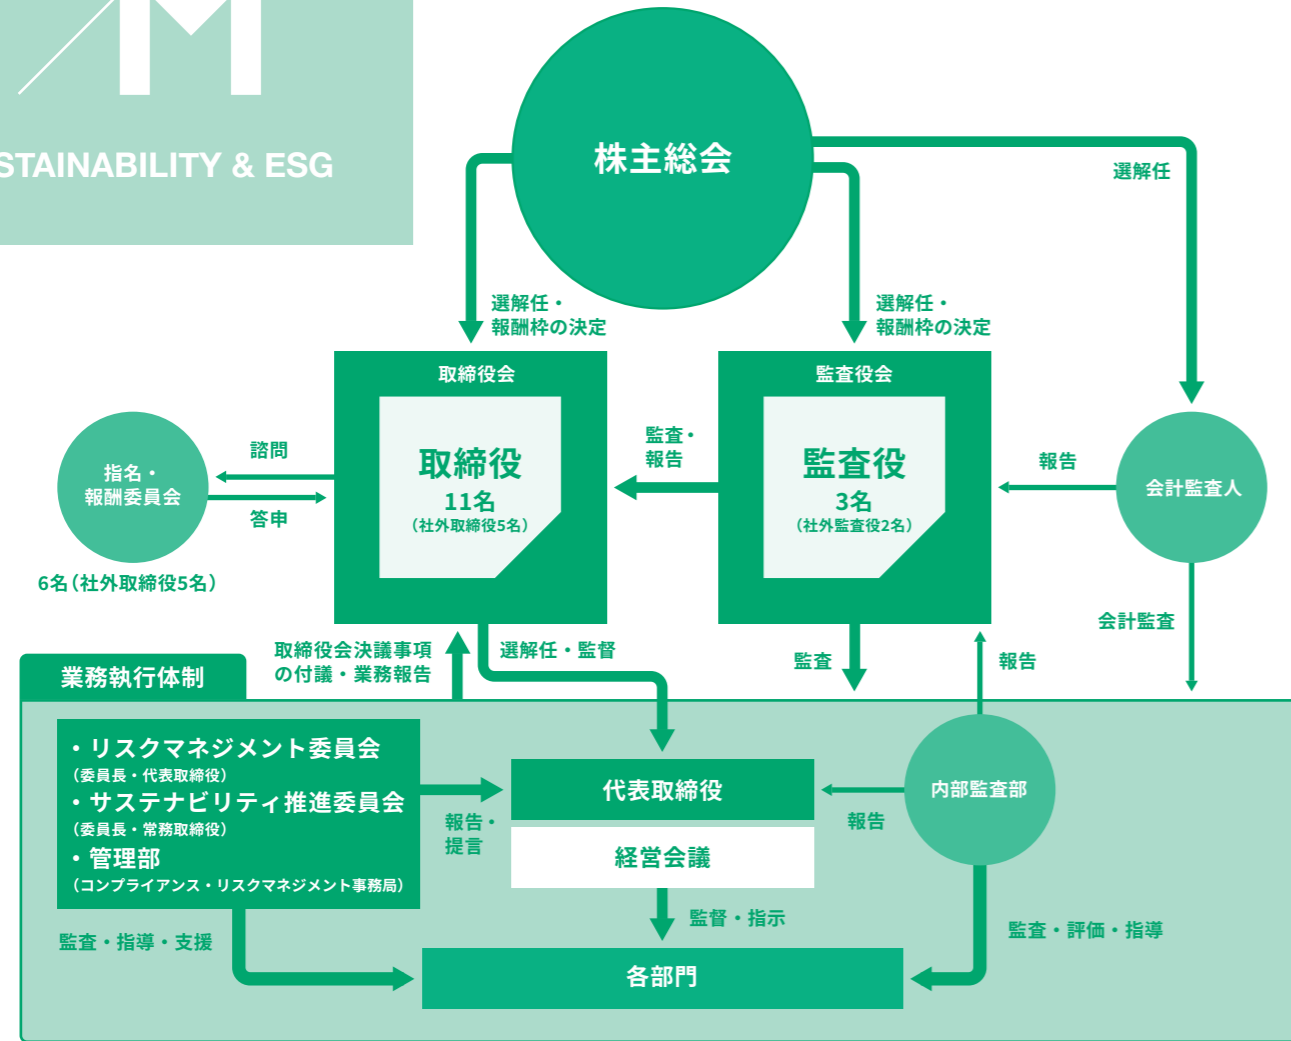 STAINABILITY & ESG
株主総会
選解任
選解任・
報酬枠の決定
選解任・
報酬枠の決定
取締役会
取締役
11名
（社外取締役5名）
監査役会
監査役
3名
（社外監査役2名）
監査・
報告
諮問
答申
指名・
報酬委員会
6名（社外取締役5名）
報告
会計監査人
会計監査
取締役会決議事項
の付議・業務報告
選解任・監督
監査
報告
業務執行体制
・リスクマネジメント委員会
（委員長・代表取締役）
・サステナビリティ推進委員会
（委員長・常務取締役）
・管理部
（コンプライアンス・リスクマネジメント事務局）
報告・
提言
代表取締役
経営会議
報告
内部監査部
監督・指示
監査・指導・支援
監査・評価・指導
各部門